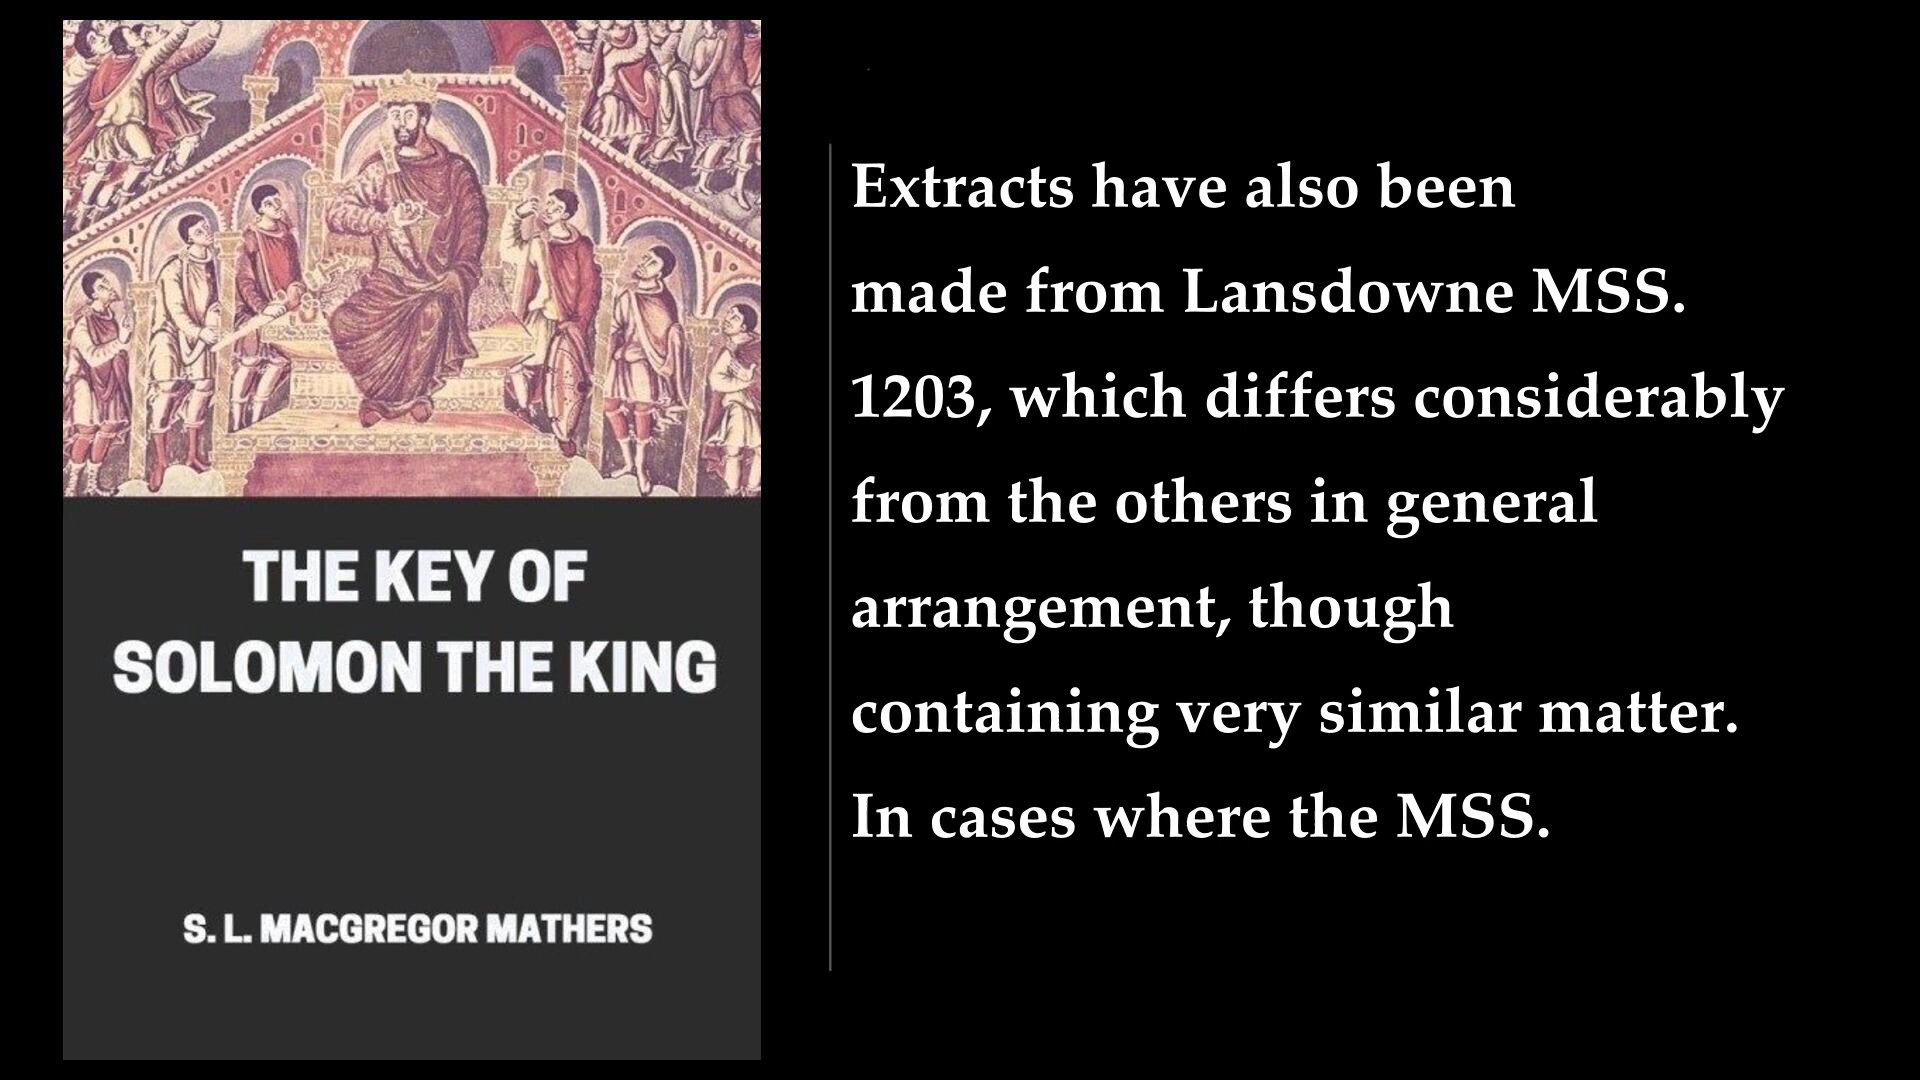 THE KEY OF
SOLOMON THE KING
S. L. MACGREGOR MATHERS
Extracts have also been
made from Lansdowne MSS.
1203, which differs considerably
from the others in general
arrangement, though
containing very similar matter.
In cases where the MSS.